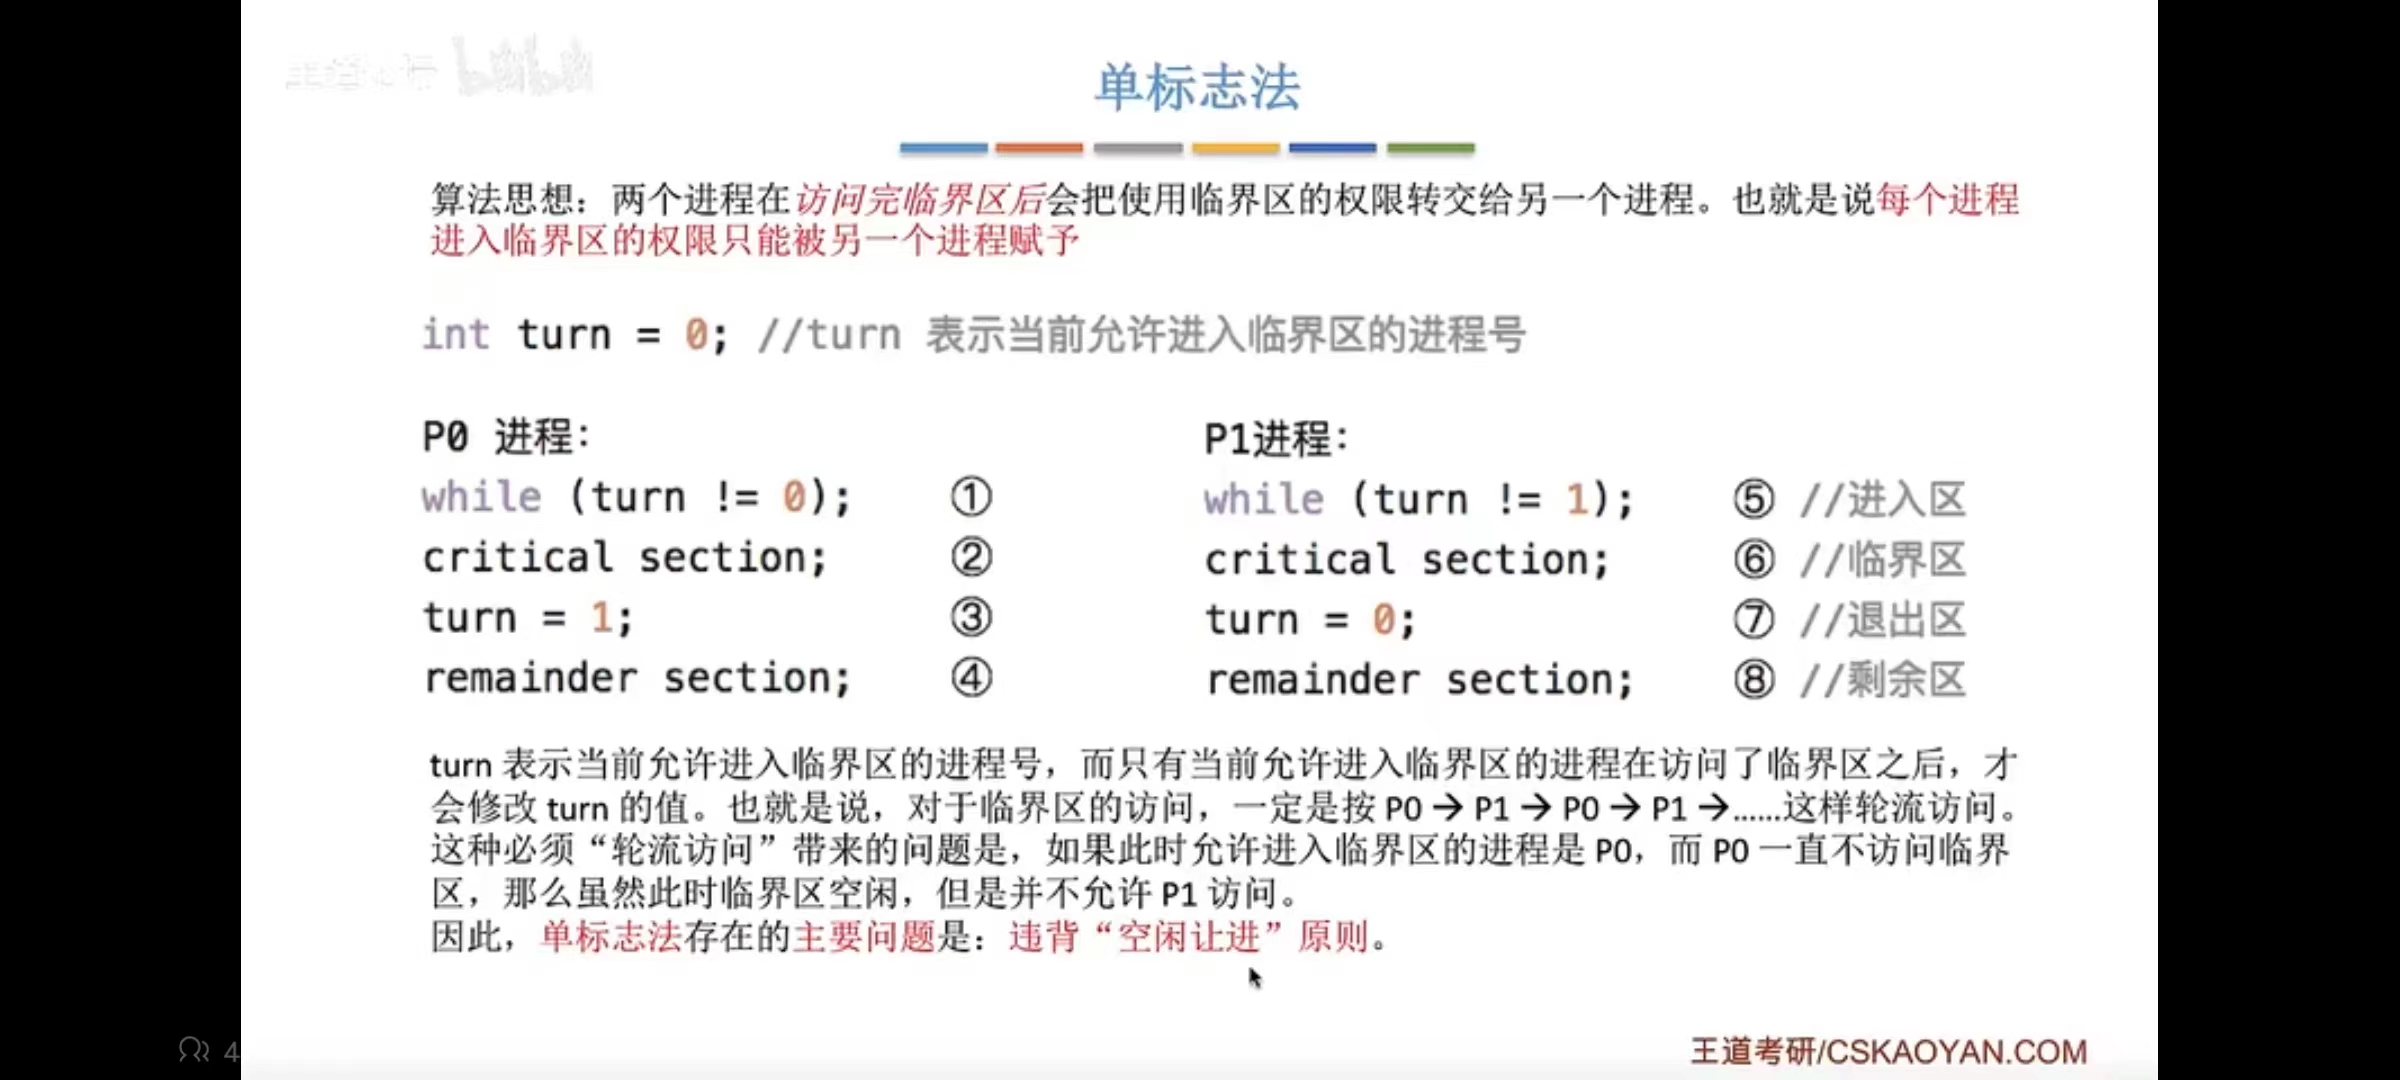 单标志法
算法思想：两个进程在访问完临界区后会把使用临界区的权限转交给另一个进程。也就是说每个进程
进入临界区的权限只能被另一个进程赋予
int turn = 0; //turn 表示当前允许进入临界区的进程号
P0 进程：
while (turn != 0); ①
critical section; ②
turn = 1; ③
remainder section; ④
P1进程：
while (turn != 1); ⑤ //进入区
critical section; ⑥ //临界区
turn = 0; ⑦ //退出区
remainder section; ⑧ //剩余区
turn 表示当前允许进入临界区的进程号，而只有当前允许进入临界区的进程在访问了临界区之后，才
会修改 turn 的值。也就是说，对于临界区的访问，一定是按 P0 → P1 → P0 → P1 →……这样轮流访问。
这种必须“轮流访问”带来的问题是，如果此时允许进入临界区的进程是 P0，而 P0 一直不访问临界
区，那么虽然此时临界区空闲，但是并不允许 P1 访问。
因此，单标志法存在的主要问题是：违背“空闲让进”原则。
4
王道考研/CSKAOYAN.COM